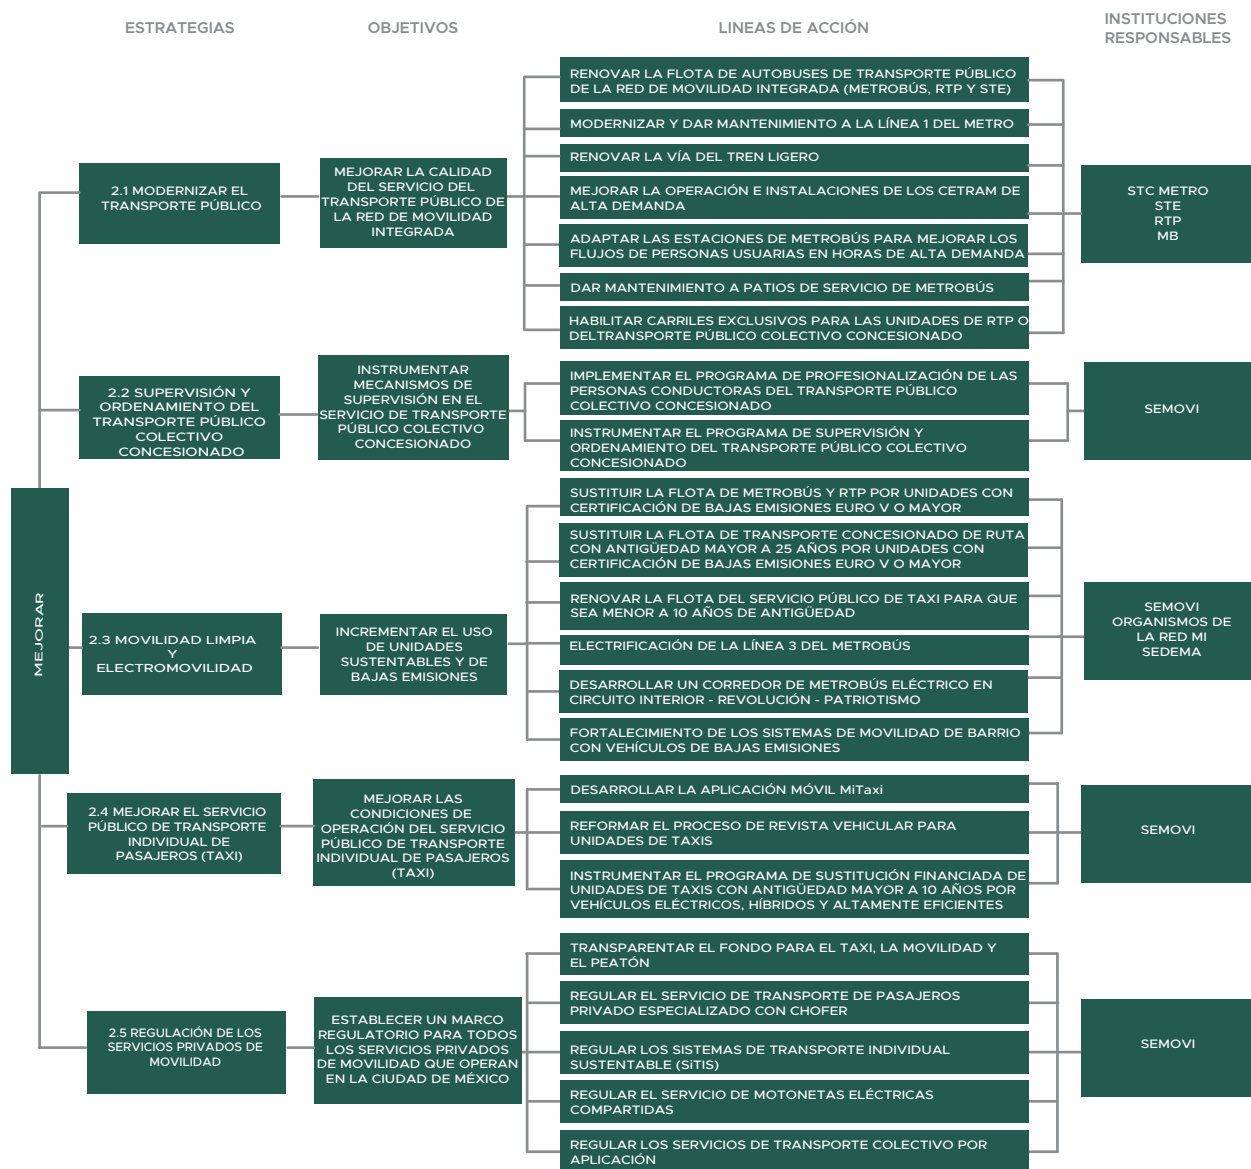 ESTRATEGIAS
OBJETIVOS
LINEAS DE ACCIÓN
INSTITUCIONES
RESPONSABLES
MEJORAR
2.1 MODERNIZAR EL
TRANSPORTE PÚBLICO
MEJORAR LA CALIDAD
DEL SERVICIO DEL
TRANSPORTE PÚBLICO DE
LA RED DE MOVILIDAD
INTEGRADA
RENOVAR LA FLOTA DE AUTOBUSES DE TRANSPORTE PÚBLICO
DE LA RED DE MOVILIDAD INTEGRADA (METROBÚS, RTP Y STE)
MODERNIZAR Y DAR MANTENIMIENTO A LA LÍNEA 1 DEL METRO
RENOVAR LA VÍA DEL TREN LIGERO
MEJORAR LA OPERACIÓN E INSTALACIONES DE LOS CETRAM DE
ALTA DEMANDA
ADAPTAR LAS ESTACIONES DE METROBÚS PARA MEJORAR LOS
FLUJOS DE PERSONAS USUARIAS EN HORAS DE ALTA DEMANDA
DAR MANTENIMIENTO A PATIOS DE SERVICIO DE METROBÚS
HABILITAR CARRILES EXCLUSIVOS PARA LAS UNIDADES DE RTP O
DELTRANSPORTE PÚBLICO COLECTIVO CONCESIONADO
STC METRO
STE
RTP
MB
2.2 SUPERVISIÓN Y
ORDENAMIENTO DEL
TRANSPORTE PÚBLICO
COLECTIVO
CONCESIONADO
INSTRUMENTAR
MECANISMOS DE
SUPERVISIÓN EN EL
SERVICIO DE TRANSPORTE
PÚBLICO COLECTIVO
CONCESIONADO
IMPLEMENTAR EL PROGRAMA DE PROFESIONALIZACIÓN DE LAS
PERSONAS CONDUCTORAS DEL TRANSPORTE PÚBLICO
COLECTIVO CONCESIONADO
INSTRUMENTAR EL PROGRAMA DE SUPERVISIÓN Y
ORDENAMIENTO DEL TRANSPORTE PÚBLICO COLECTIVO
CONCESIONADO
SEMOVI
2.3 MOVILIDAD LIMPIA
Y
ELECTROMOVILIDAD
INCREMENTAR EL USO
DE UNIDADES
SUSTENTABLES Y DE
BAJAS EMISIONES
SUSTITUIR LA FLOTA DE METROBÚS Y RTP POR UNIDADES CON
CERTIFICACIÓN DE BAJAS EMISIONES EURO V O MAYOR
SUSTITUIR LA FLOTA DE TRANSPORTE CONCESIONADO DE RUTA
CON ANTIGÜEDAD MAYOR A 25 AÑOS POR UNIDADES CON
CERTIFICACIÓN DE BAJAS EMISIONES EURO V O MAYOR
RENOVAR LA FLOTA DEL SERVICIO PÚBLICO DE TAXI PARA QUE
SEA MENOR A 10 AÑOS DE ANTIGÜEDAD
ELECTRIFICACIÓN DE LA LÍNEA 3 DEL METROBÚS
DESARROLLAR UN CORREDOR DE METROBÚS ELÉCTRICO EN
CIRCUITO INTERIOR - REVOLUCIÓN - PATRIOTISMO
FORTALECIMIENTO DE LOS SISTEMAS DE MOVILIDAD DE BARRIO
CON VEHÍCULOS DE BAJAS EMISIONES
SEMOVI
ORGANISMOS DE
LA RED MI
SEDEMA
2.4 MEJORAR EL SERVICIO
PÚBLICO DE TRANSPORTE
INDIVIDUAL DE
PASAJEROS (TAXI)
MEJORAR LAS
CONDICIONES DE
OPERACIÓN DEL SERVICIO
PÚBLICO DE TRANSPORTE
INDIVIDUAL DE PASAJEROS
(TAXI)
DESARROLLAR LA APLICACIÓN MÓVIL MiTaxi
REFORMAR EL PROCESO DE REVISTA VEHICULAR PARA
UNIDADES DE TAXIS
INSTRUMENTAR EL PROGRAMA DE SUSTITUCIÓN FINANCIADA DE
UNIDADES DE TAXIS CON ANTIGÜEDAD MAYOR A 10 AÑOS POR
VEHÍCULOS ELÉCTRICOS, HÍBRIDOS Y ALTAMENTE EFICIENTES
SEMOVI
2.5 REGULACIÓN DE LOS
SERVICIOS PRIVADOS DE
MOVILIDAD
ESTABLECER UN MARCO
REGULATORIO PARA TODOS
LOS SERVICIOS PRIVADOS
DE MOVILIDAD QUE OPERAN
EN LA CIUDAD DE MÉXICO
TRANSPARENTAR EL FONDO PARA EL TAXI, LA MOVILIDAD Y
EL PEATÓN
REGULAR EL SERVICIO DE TRANSPORTE DE PASAJEROS
PRIVADO ESPECIALIZADO CON CHOFER
REGULAR LOS SISTEMAS DE TRANSPORTE INDIVIDUAL
SUSTENTABLE (SiTIS)
REGULAR EL SERVICIO DE MOTONETAS ELÉCTRICAS
COMPARTIDAS
REGULAR LOS SERVICIOS DE TRANSPORTE COLECTIVO POR
APLICACIÓN
SEMOVI